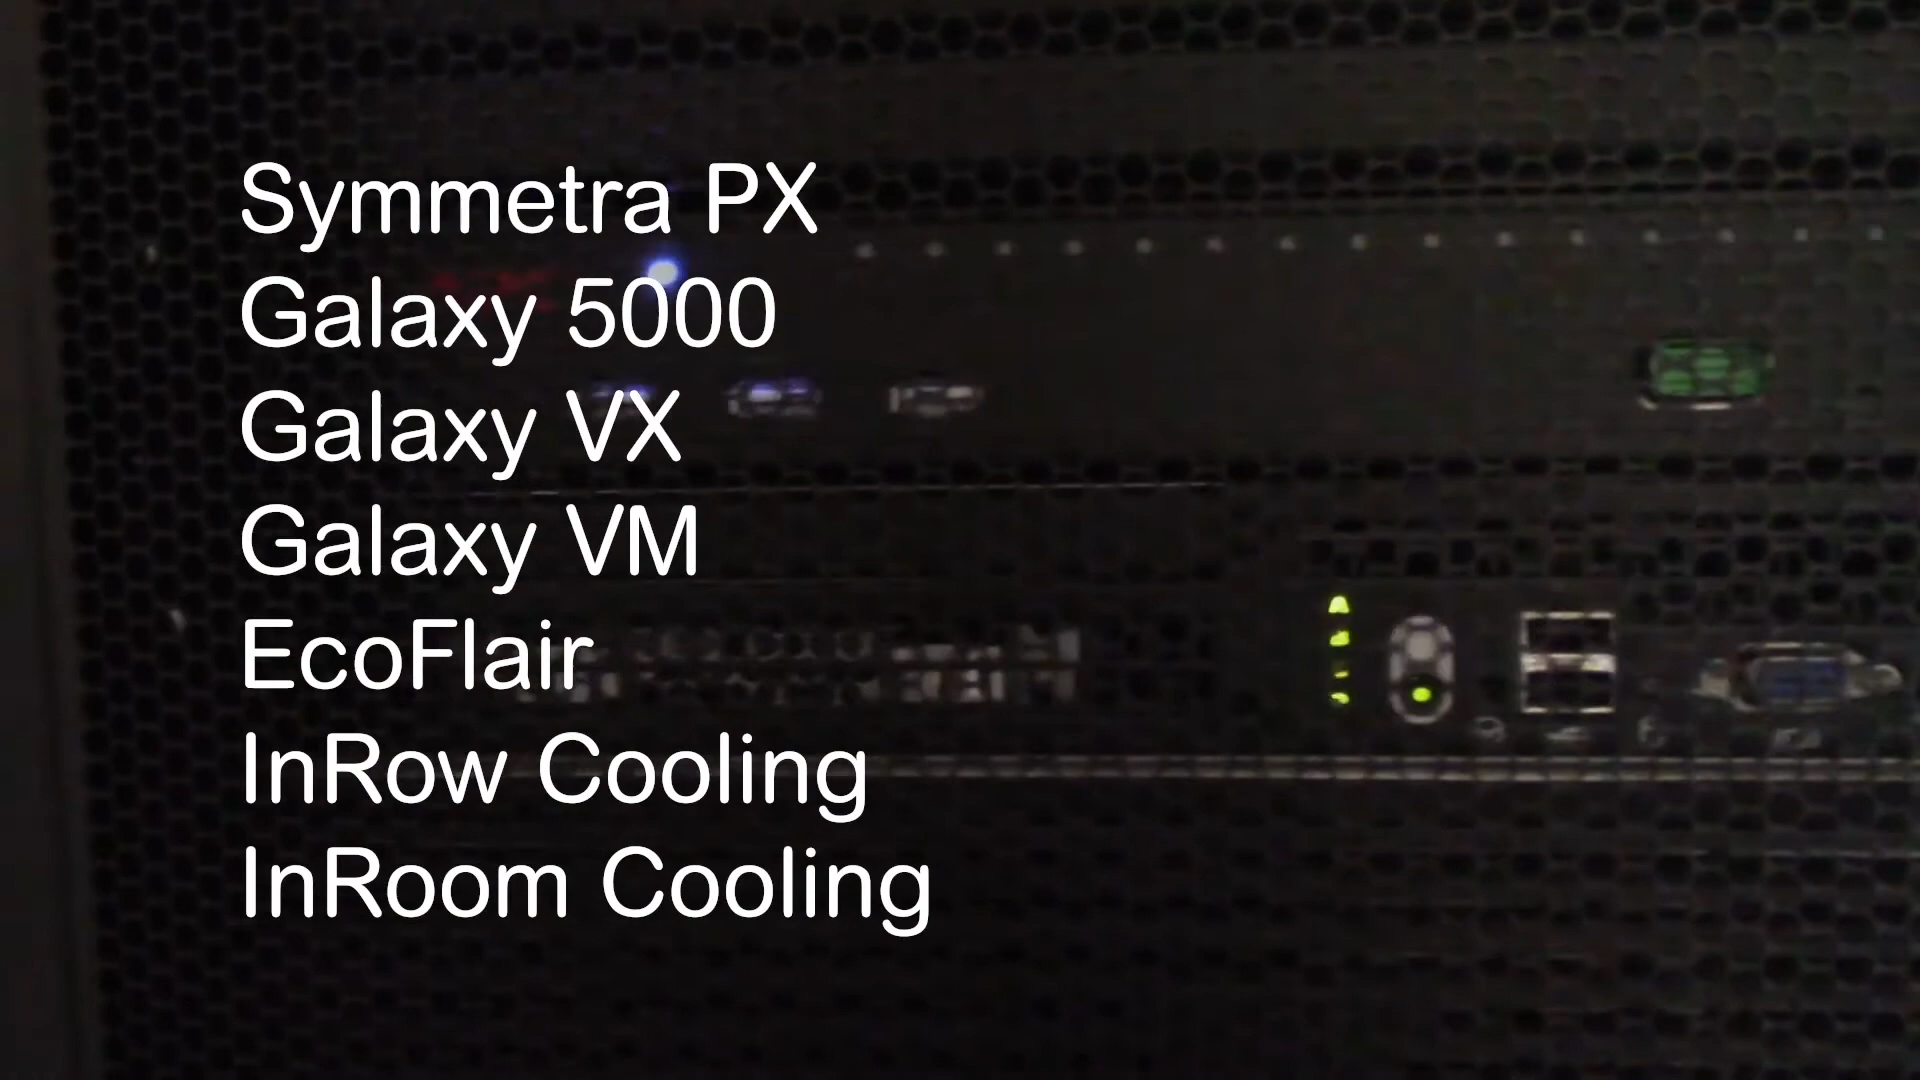 Symmetra PX
Galaxy 5000
Galaxy VX
Galaxy VM
EcoFlair
InRow Cooling
InRoom Cooling